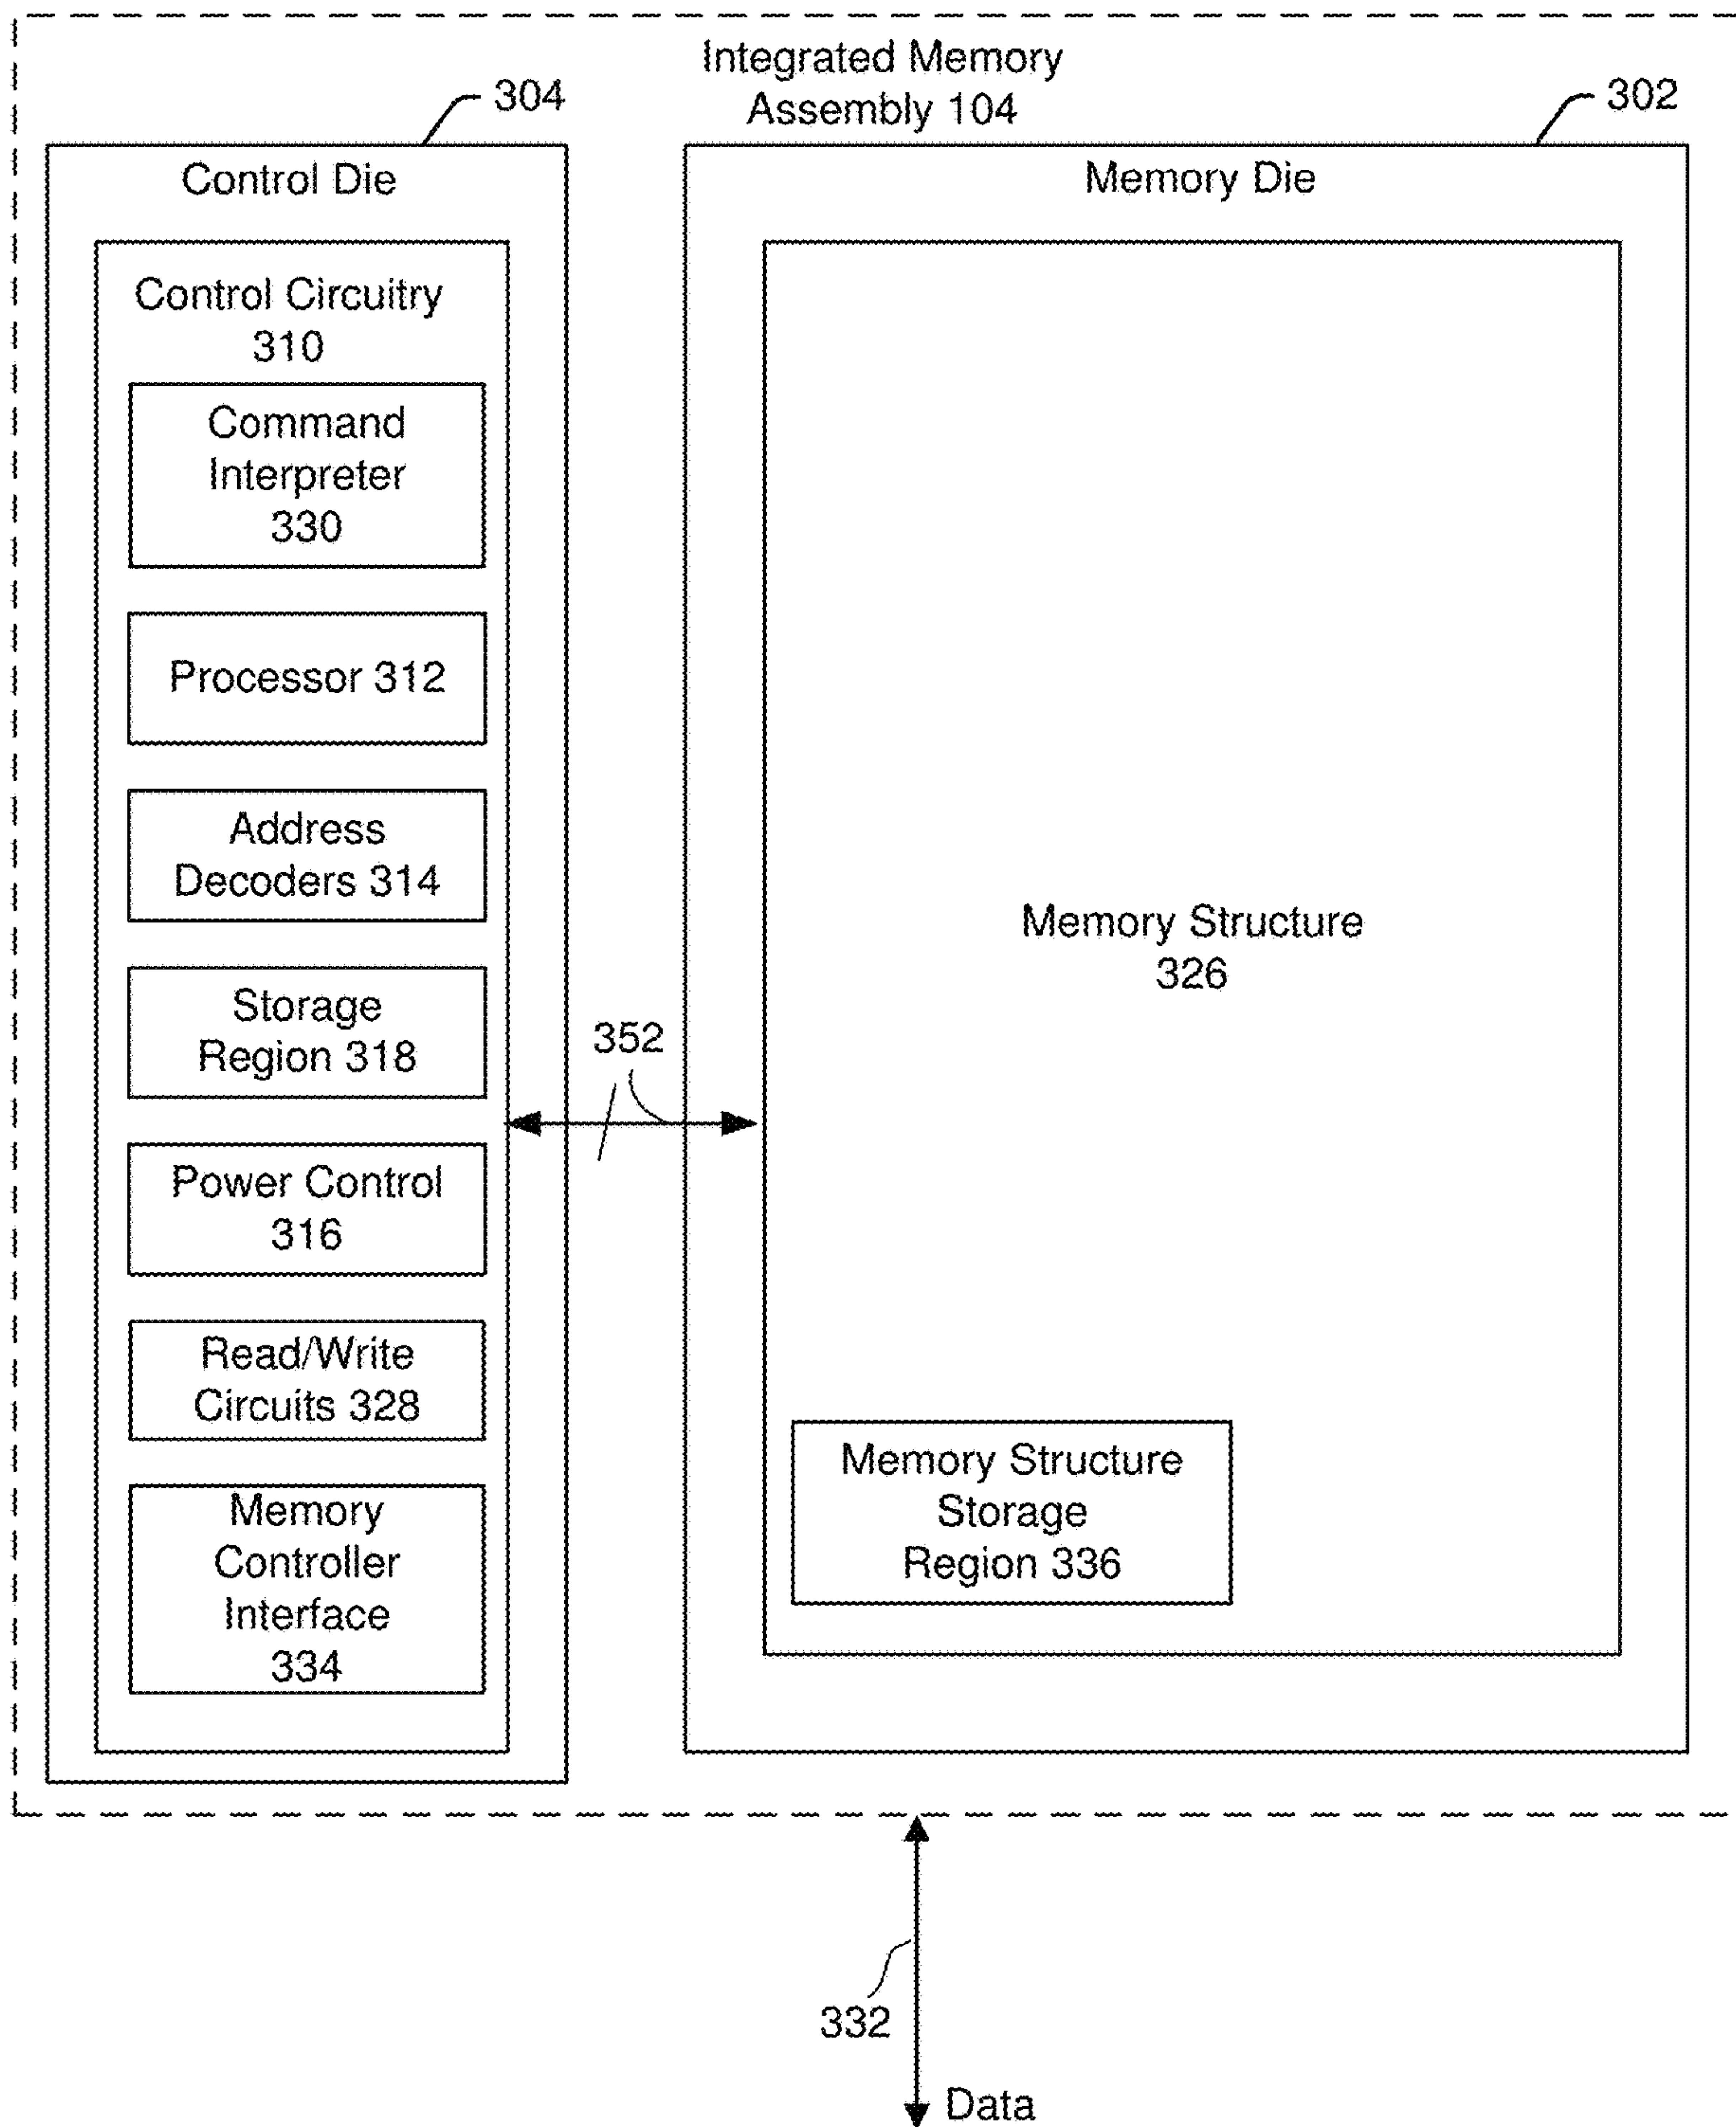 Integrated Memory
Assembly 104
304
302
Control Die
Memory Die
Control Circuitry
310
Command
Interpreter
330
Processor 312
Address
Decoders 314
Storage
Region 318
Power Control
316
Read/Write
Circuits 328
Memory
Controller
Interface
334
352
Memory Structure
326
Memory Structure
Storage
Region 336
332
Data